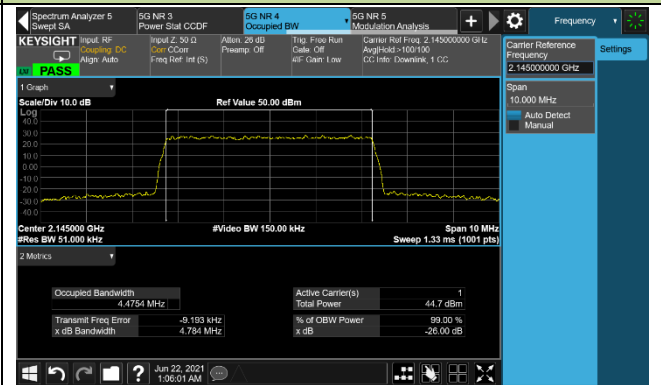 Spectrum Analyzer 5
Swept SA
5G NR 3
Power Stat CCDF
5G NR 4
Occupied BW
5G NR 5
Modulation Analysis
+
Frequency
KEYSIGHT
Input: RF
Coupling: DC
Align: Auto
Input Z: 50 Ω
Corr CCorr
Freq Ref: Int (S)
Atten: 26 dB
Preamp: Off
Trig: Free Run
Gate: Off
#IF Gain: Low
Carrier Ref Freq: 2.145000000 GHz
Avg|Hold:>100/100
CC Info: Downlink, 1 CC
LXI
PASS
Carrier Reference
Frequency
2.145000000 GHz
Settings
Span
10.000 MHz
Auto Detect
Manual
1 Graph
Scale/Div 10.0 dB
Ref Value 50.00 dBm
Log
40.0
30.0
20.0
10.0
0.00
-10.0
-20.0
-30.0
-40.0
Center 2.145000 GHz
#Video BW 150.00 kHz
Span 10 MHz
#Res BW 51.000 kHz
Sweep 1.33 ms (1001 pts)
2 Metrics
Occupied Bandwidth
4.4754 MHz
Transmit Freq Error
-9.193 kHz
x dB Bandwidth
4.784 MHz
Active Carrier(s)
1
Total Power
44.7 dBm
% of OBW Power
99.00 %
x dB
-26.00 dB
?
Jun 22, 2021
1:06:01 AM